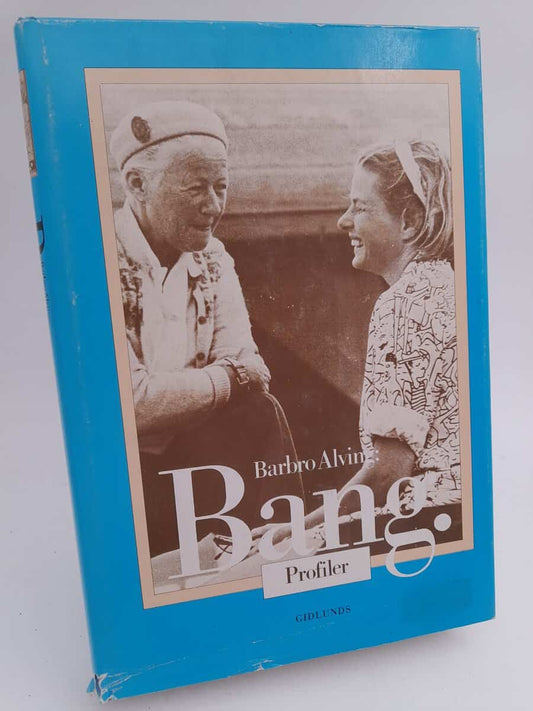 Barbro Alving:
Bang.
Profiler
GIDLUNDS